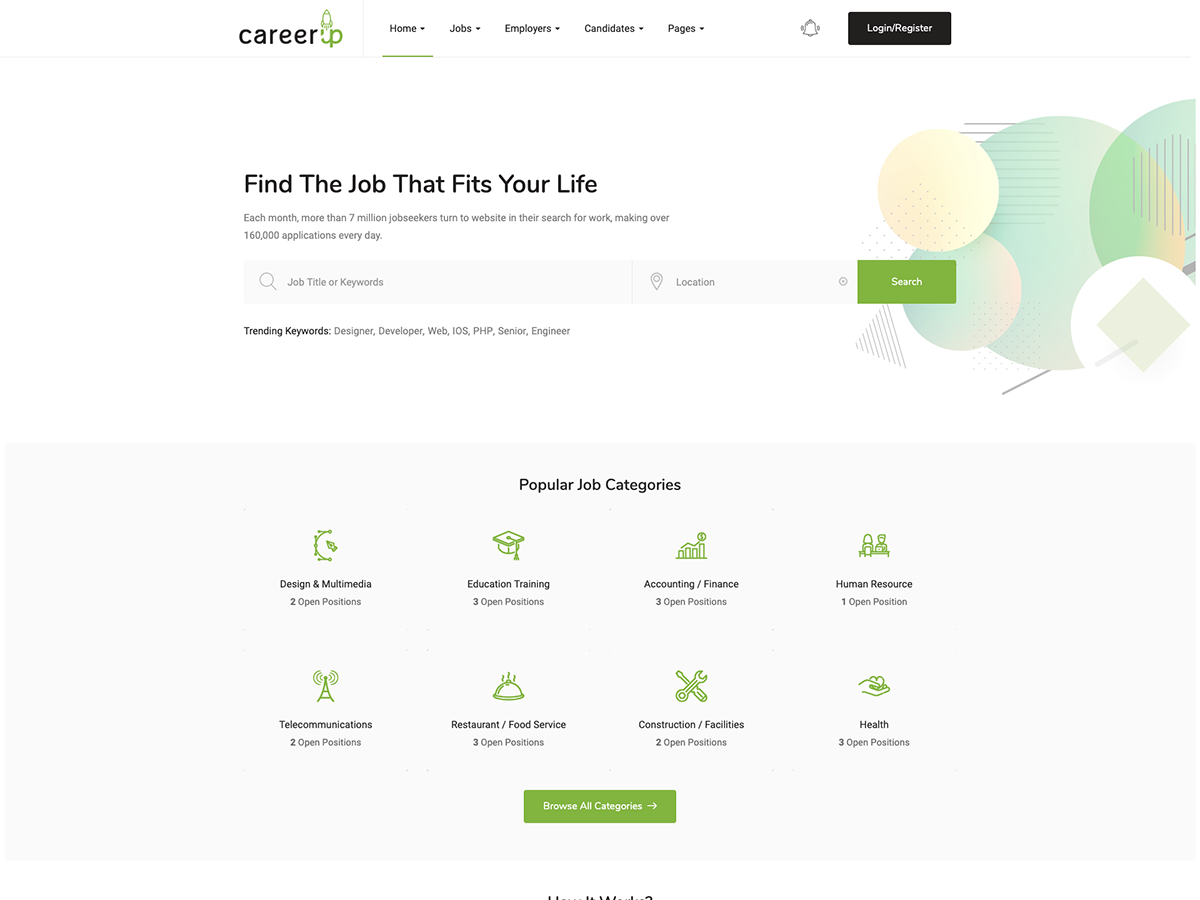 careerup
Home
Jobs
Employers
Candidates
Pages
Login/Register
Find The Job That Fits Your Life
Each month, more than 7 million jobseekers turn to website in their search for work, making over
160,000 applications every day.
Job Title or Keywords
Location
Search
Trending Keywords: Designer, Developer, Web, IOS, PHP, Senior, Engineer
Popular Job Categories
Design & Multimedia
2 Open Positions
Education Training
3 Open Positions
Accounting / Finance
3 Open Positions
Human Resource
1 Open Position
Telecommunications
2 Open Positions
Restaurant / Food Service
3 Open Positions
Construction / Facilities
2 Open Positions
Health
3 Open Positions
Browse All Categories →
How It Works?